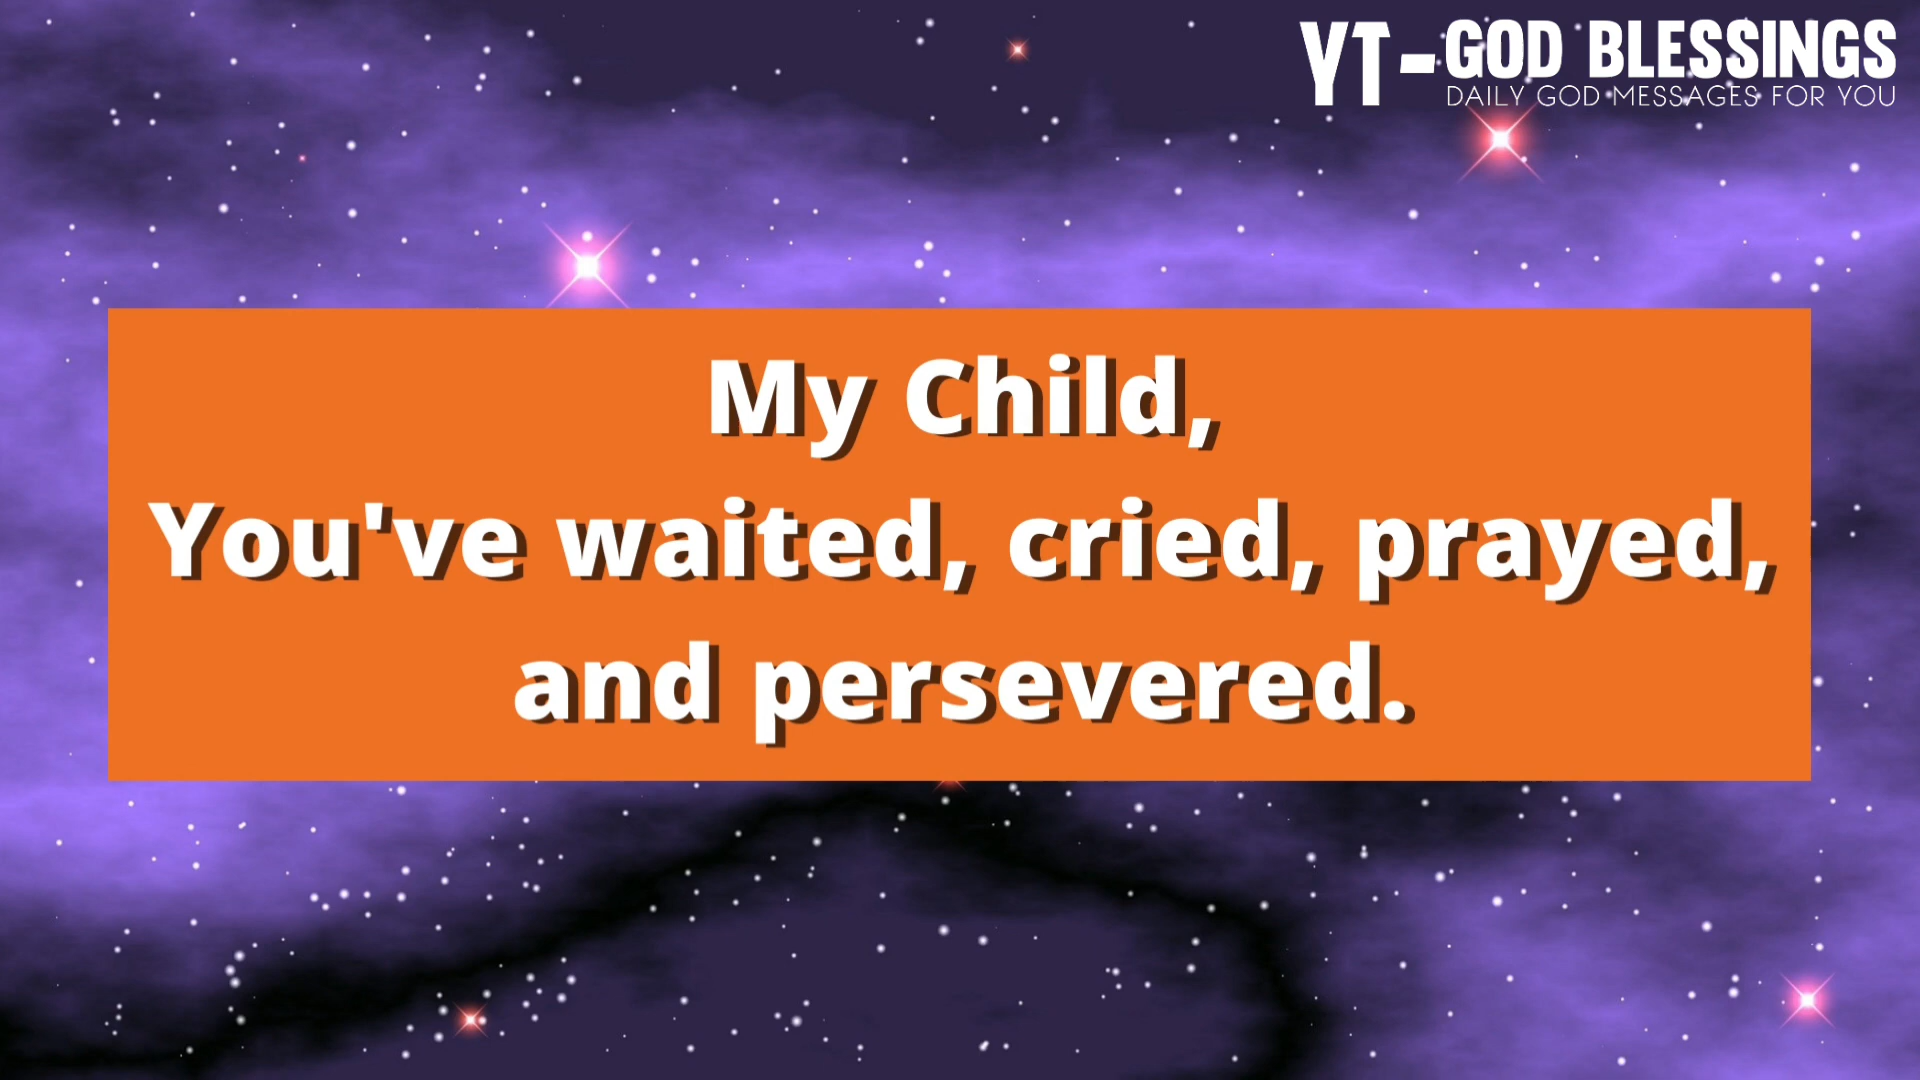 YT-GOD BLESSINGS
DAILY GOD MESSAGES FOR YOU
My Child,
You've waited, cried, prayed,
and persevered.